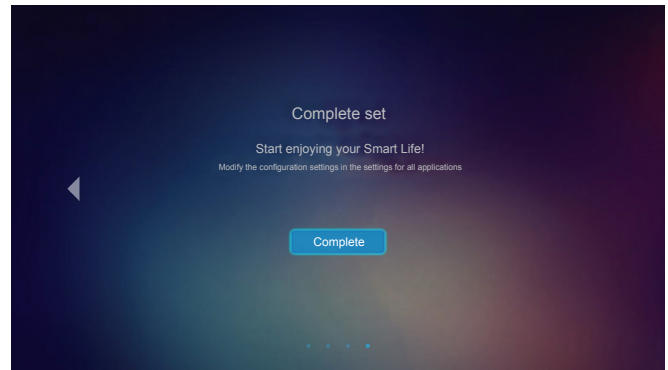 Complete set
Start enjoying your Smart Life!
Modify the configuration settings in the settings for all applications
Complete